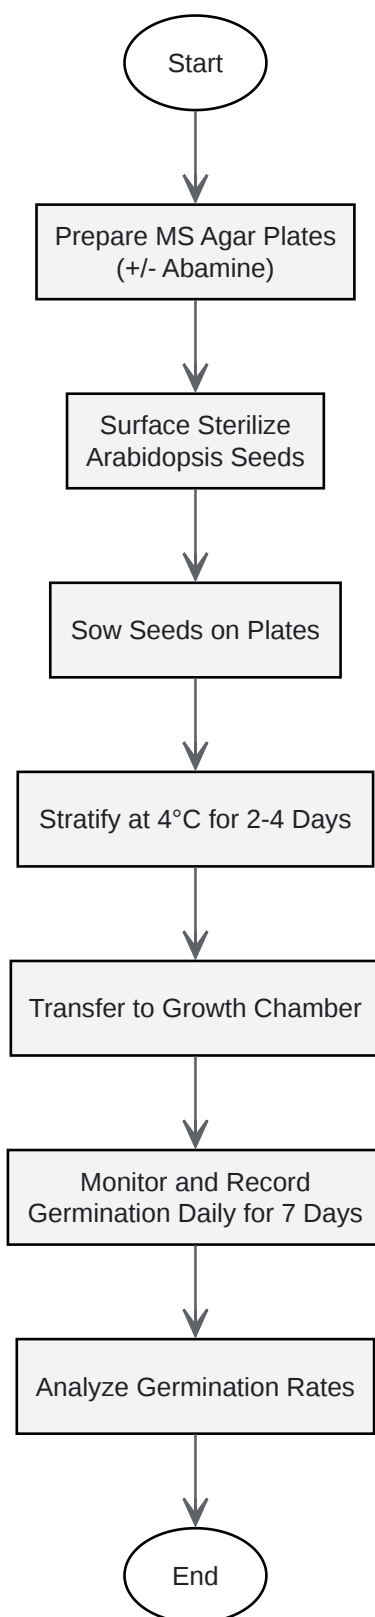 Start
Prepare MS Agar Plates
(+/- Abamine)
Surface Sterilize
Arabidopsis Seeds
Sow Seeds on Plates
Stratify at 4°C for 2-4 Days
Transfer to Growth Chamber
Monitor and Record
Germination Daily for 7 Days
Analyze Germination Rates
End